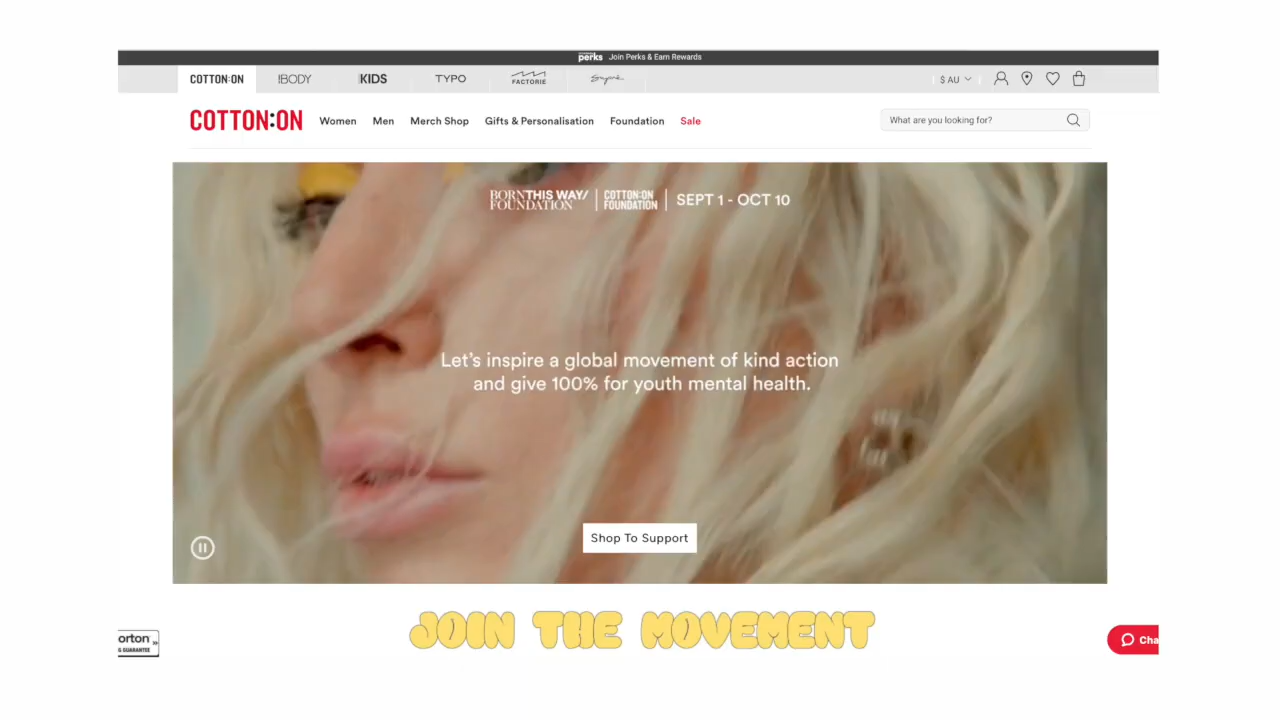 perks Join Perks & Earn Rewards
COTTON:ON !BODY KIDS TYPO FACTORIE $ AU
COTTON:ON Women Men Merch Shop Gifts & Personalisation Foundation Sale What are you looking for?
BORN THIS WAY/ FOUNDATION COTTON:ON FOUNDATION SEPT 1 - OCT 10
Let's inspire a global movement of kind action
and give 100% for youth mental health.
Shop To Support
JOIN THE MOVEMENT
orton
GUARANTEE
Cha